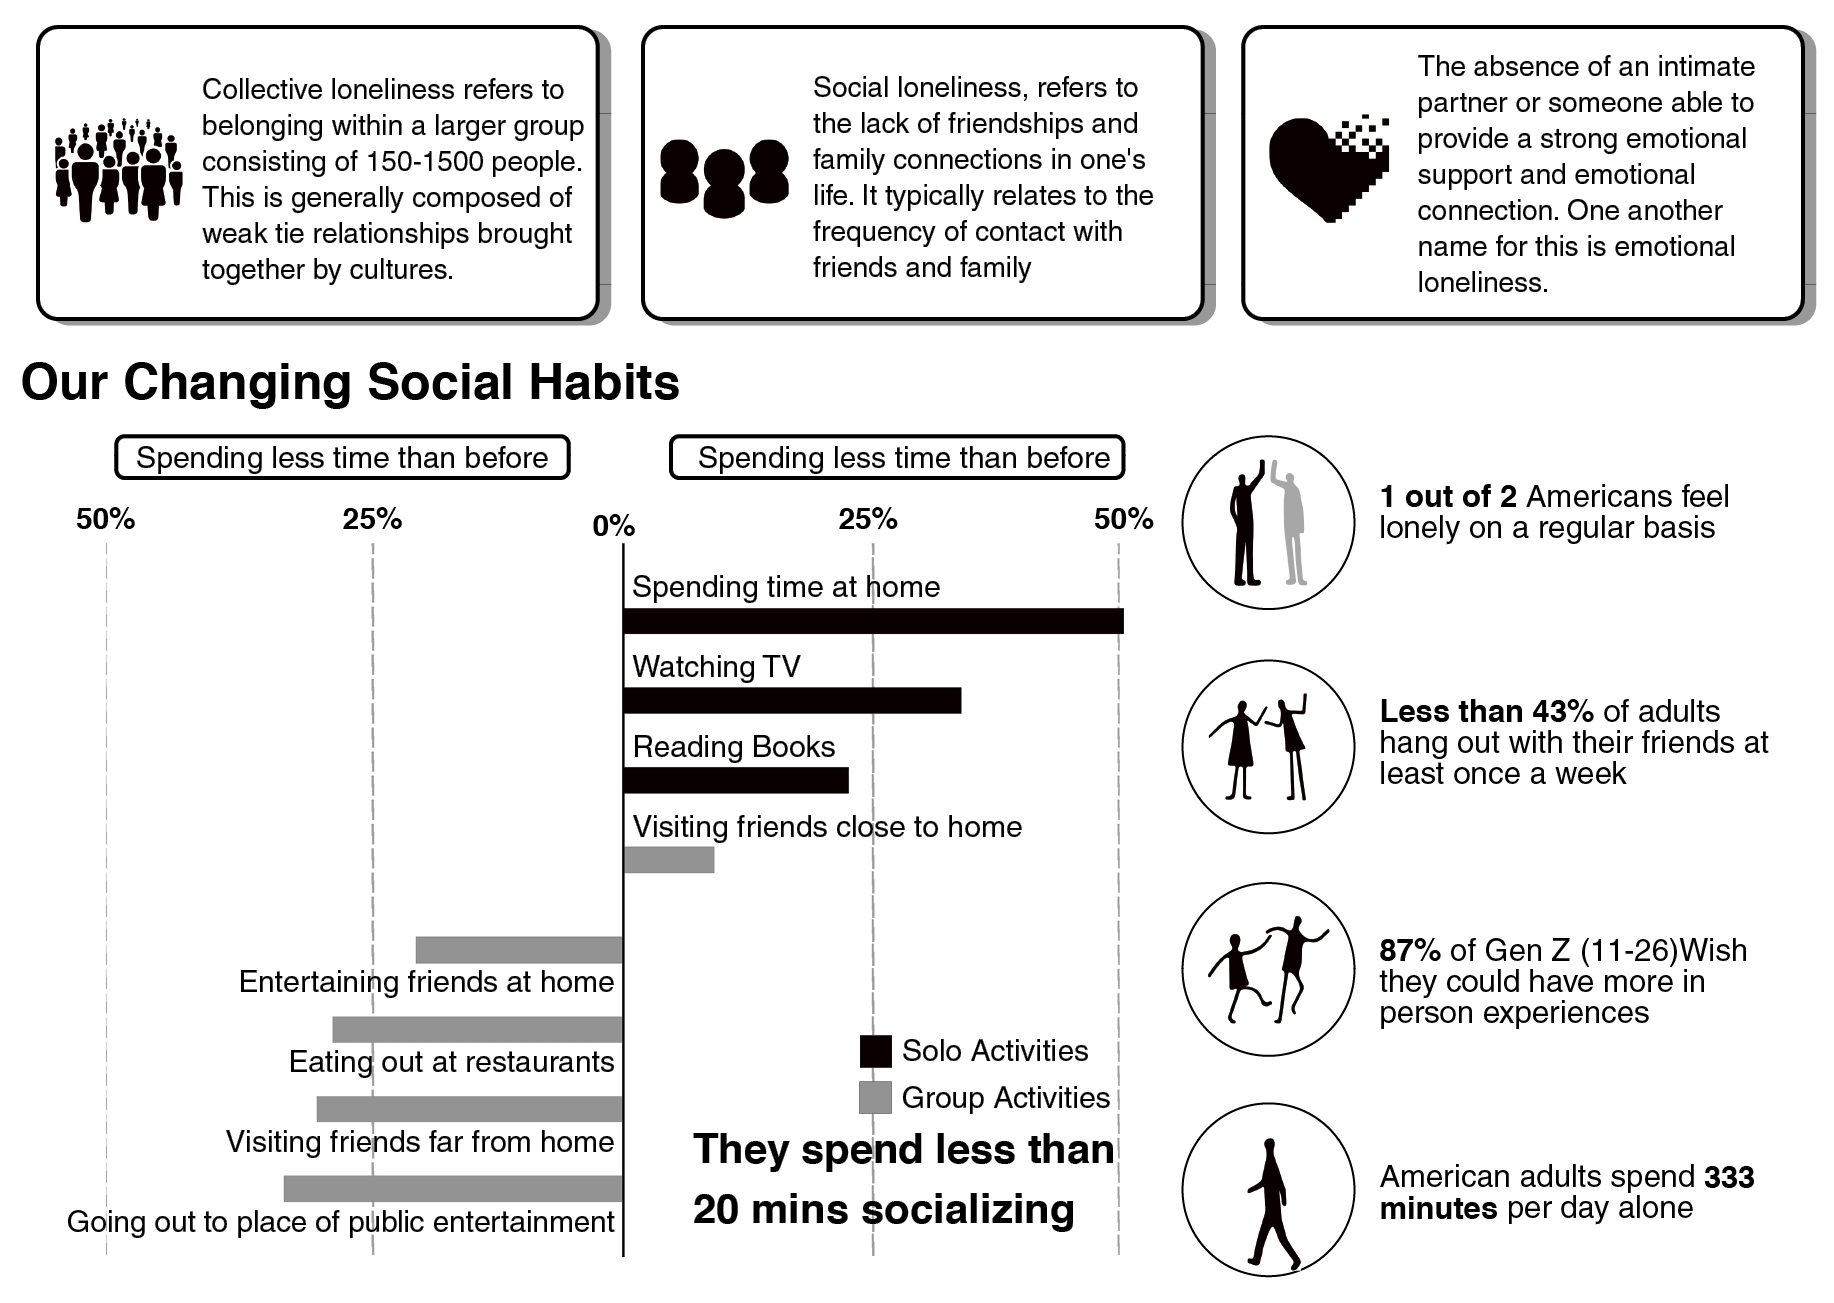 Collective loneliness refers to
belonging within a larger group
consisting of 150-1500 people.
This is generally composed of
weak tie relationships brought
together by cultures.
Social loneliness, refers to
the lack of friendships and
family connections in one's
life. It typically relates to the
frequency of contact with
friends and family
The absence of an intimate
partner or someone able to
provide a strong emotional
support and emotional
connection. One another
name for this is emotional
loneliness.
Our Changing Social Habits
Spending less time than before
Spending less time than before
50%
25%
0%
25%
50%
Spending time at home
Watching TV
Reading Books
Visiting friends close to home
Entertaining friends at home
Eating out at restaurants
Visiting friends far from home
Going out to place of public entertainment
Solo Activities
Group Activities
They spend less than
20 mins socializing
1 out of 2 Americans feel
lonely on a regular basis
Less than 43% of adults
hang out with their friends at
least once a week
87% of Gen Z (11-26)Wish
they could have more in
person experiences
American adults spend 333
minutes per day alone